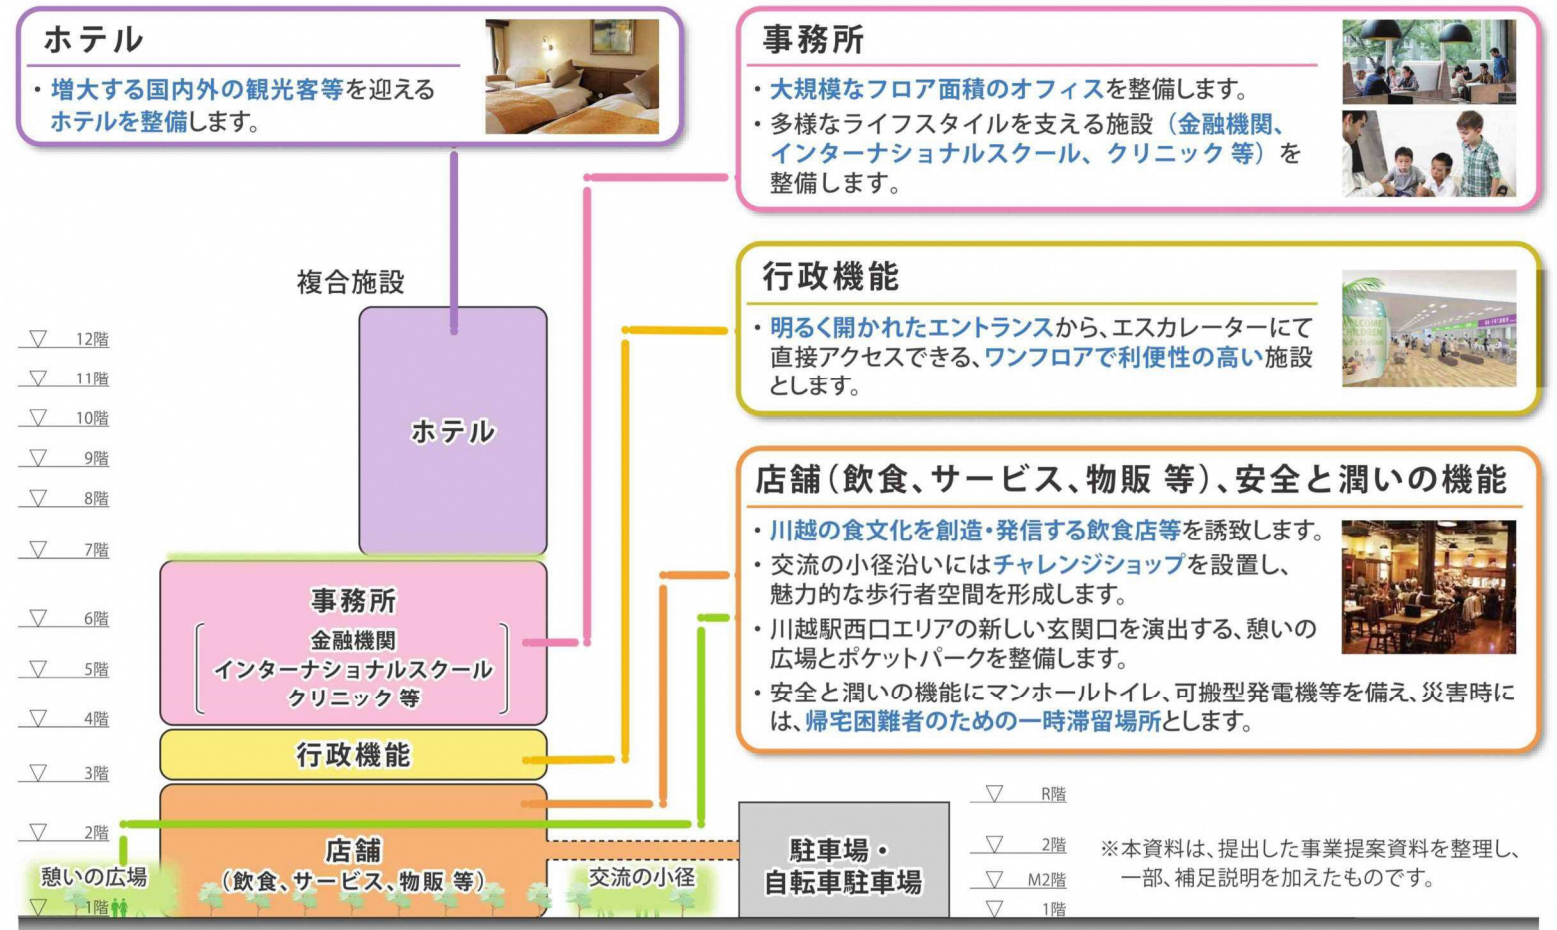 ホテル
・増大する国内外の観光客等を迎える
ホテルを整備します。
事務所
・大規模なフロア面積のオフィスを整備します。
・多様なライフスタイルを支える施設（金融機関、
インターナショナルスクール、クリニック 等）を
整備します。
行政機能
・明るく開かれたエントランスから、エスカレーターにて
直接アクセスできる、ワンフロアで利便性の高い施設
とします。
WELCOME
CHILDREN
店舗（飲食、サービス、物販 等）、安全と潤いの機能
・川越の食文化を創造・発信する飲食店等を誘致します。
・交流の小径沿いにはチャレンジショップを設置し、
魅力的な歩行者空間を形成します。
・川越駅西口エリアの新しい玄関口を演出する、憩いの
広場とポケットパークを整備します。
・安全と潤いの機能にマンホールトイレ、可搬型発電機等を備え、災害時に
は、帰宅困難者のための一時滞留場所とします。
複合施設
12階
11階
10階
9階
8階
7階
6階
5階
4階
3階
2階
1階
ホテル
事務所
金融機関
インターナショナルスクール
クリニック 等
行政機能
店舗
（飲食、サービス、物販 等）
憩いの広場
交流の小径
駐車場・
自転車駐車場
R階
2階
M2階
1階
※本資料は、提出した事業提案資料を整理し、
一部、補足説明を加えたものです。